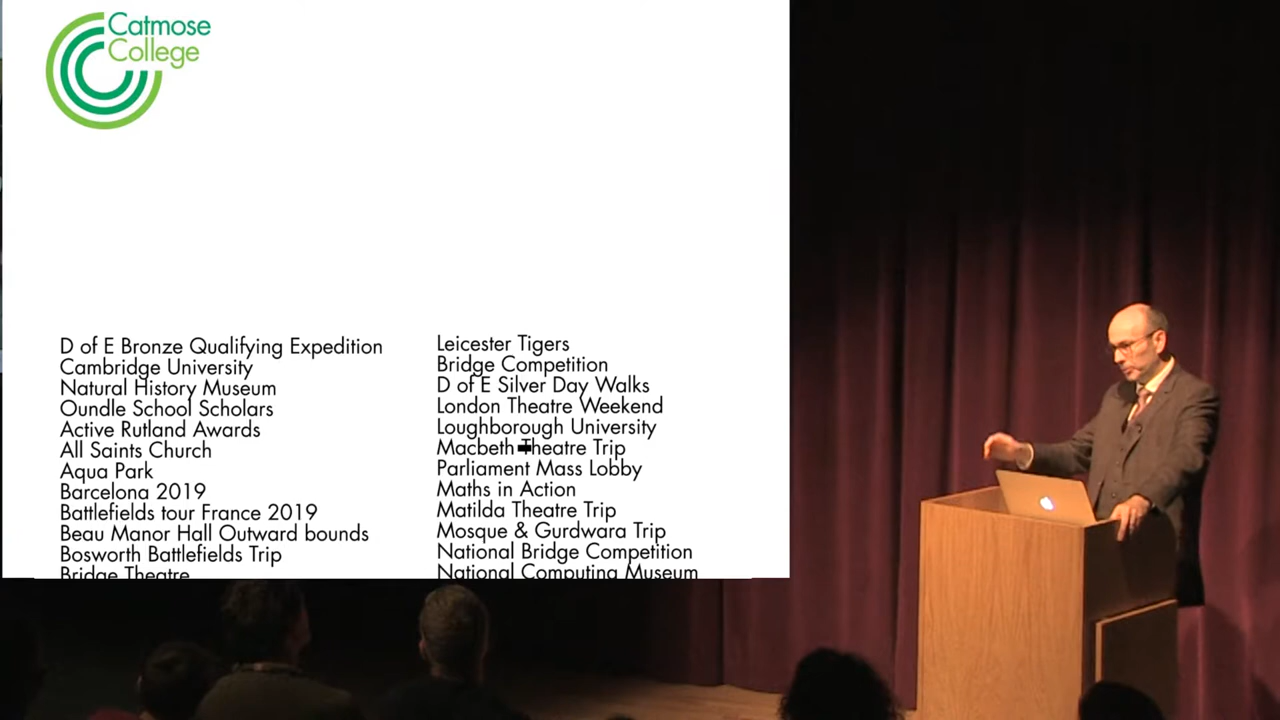 Catmose
College
D of E Bronze Qualifying Expedition
Cambridge University
Natural History Museum
Oundle School Scholars
Active Rutland Awards
All Saints Church
Aqua Park
Barcelona 2019
Battlefields tour France 2019
Beau Manor Hall Outward bounds
Bosworth Battlefields Trip
Bridge Theatre
Leicester Tigers
Bridge Competition
D of E Silver Day Walks
London Theatre Weekend
Loughborough University
Macbeth Theatre Trip
Parliament Mass Lobby
Maths in Action
Matilda Theatre Trip
Mosque & Gurdwara Trip
National Bridge Competition
National Computing Museum